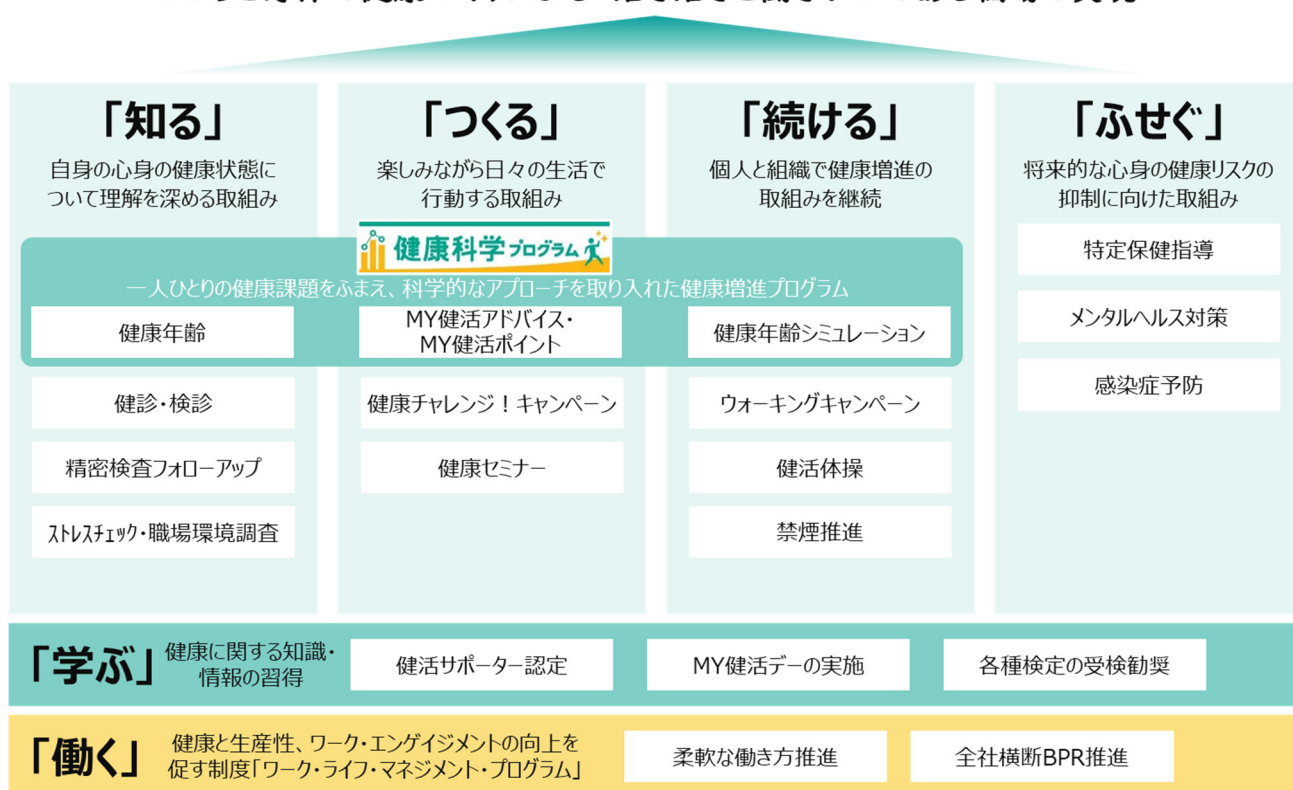 「知る」
自身の心身の健康状態に
ついて理解を深める取組み
「つくる」
楽しみながら日々の生活で
行動する取組み
「続ける」
個人と組織で健康増進の
取組みを継続
「ふせぐ」
将来的な心身の健康リスクの
抑制に向けた取組み
健康科学プログラム
一人ひとりの健康課題をふまえ、科学的なアプローチを取り入れた健康増進プログラム
健康年齢
MY健活アドバイス・
MY健活ポイント
健康年齢シミュレーション
健診・検診
健康チャレンジ！キャンペーン
ウォーキングキャンペーン
精密検査フォローアップ
健康セミナー
健活体操
ストレスチェック・職場環境調査
禁煙推進
特定保健指導
メンタルヘルス対策
感染症予防
「学ぶ」
健康に関する知識・
情報の習得
健活サポーター認定
MY健活デーの実施
各種検定の受検勧奨
「働く」
健康と生産性、ワーク・エンゲイジメントの向上を
促す制度「ワーク・ライフ・マネジメント・プログラム」
柔軟な働き方推進
全社横断BPR推進